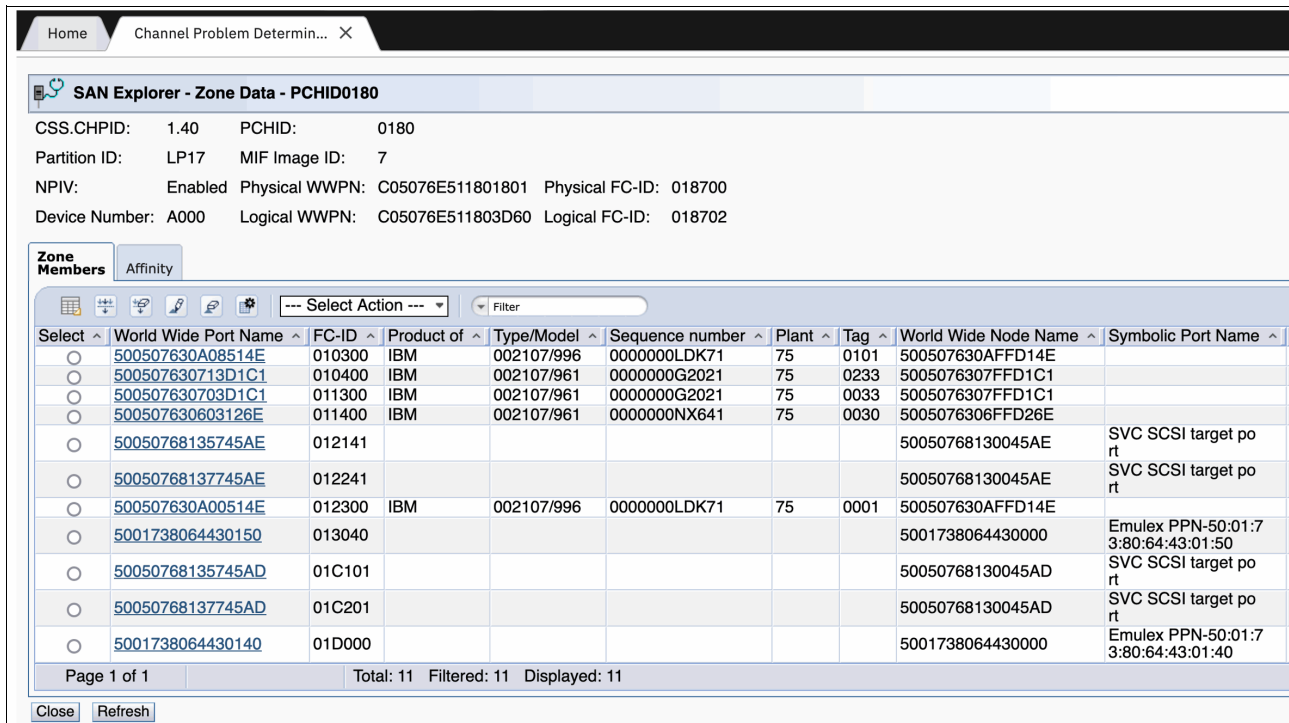 Home Channel Problem Determin... ×
SAN Explorer - Zone Data - PCHID0180
CSS.CHPID: 1.40 PCHID: 0180
Partition ID: LP17 MIF Image ID: 7
NPIV: Enabled Physical WWPN: C05076E511801801 Physical FC-ID: 018700
Device Number: A000 Logical WWPN: C05076E511803D60 Logical FC-ID: 018702
Zone
Members Affinity
--- Select Action --- Filter
Select World Wide Port Name FC-ID Product of Type/Model Sequence number Plant Tag World Wide Node Name Symbolic Port Name
500507630A08514E 010300 IBM 002107/996 0000000LDK71 75 0101 500507630AFFD14E
500507630713D1C1 010400 IBM 002107/961 0000000G2021 75 0233 5005076307FFD1C1
500507630703D1C1 011300 IBM 002107/961 0000000G2021 75 0033 5005076307FFD1C1
500507630603126E 011400 IBM 002107/961 0000000NX641 75 0030 5005076306FFD26E
50050768135745AE 012141 50050768130045AE SVC SCSI target po
rt
50050768137745AE 012241 50050768130045AE SVC SCSI target po
rt
500507630A00514E 012300 IBM 002107/996 0000000LDK71 75 0001 500507630AFFD14E
5001738064430150 013040 5001738064430000 Emulex PPN-50:01:7
3:80:64:43:01:50
50050768135745AD 01C101 50050768130045AD SVC SCSI target po
rt
50050768137745AD 01C201 50050768130045AD SVC SCSI target po
rt
5001738064430140 01D000 5001738064430000 Emulex PPN-50:01:7
3:80:64:43:01:40
Page 1 of 1 Total: 11 Filtered: 11 Displayed: 11
Close Refresh